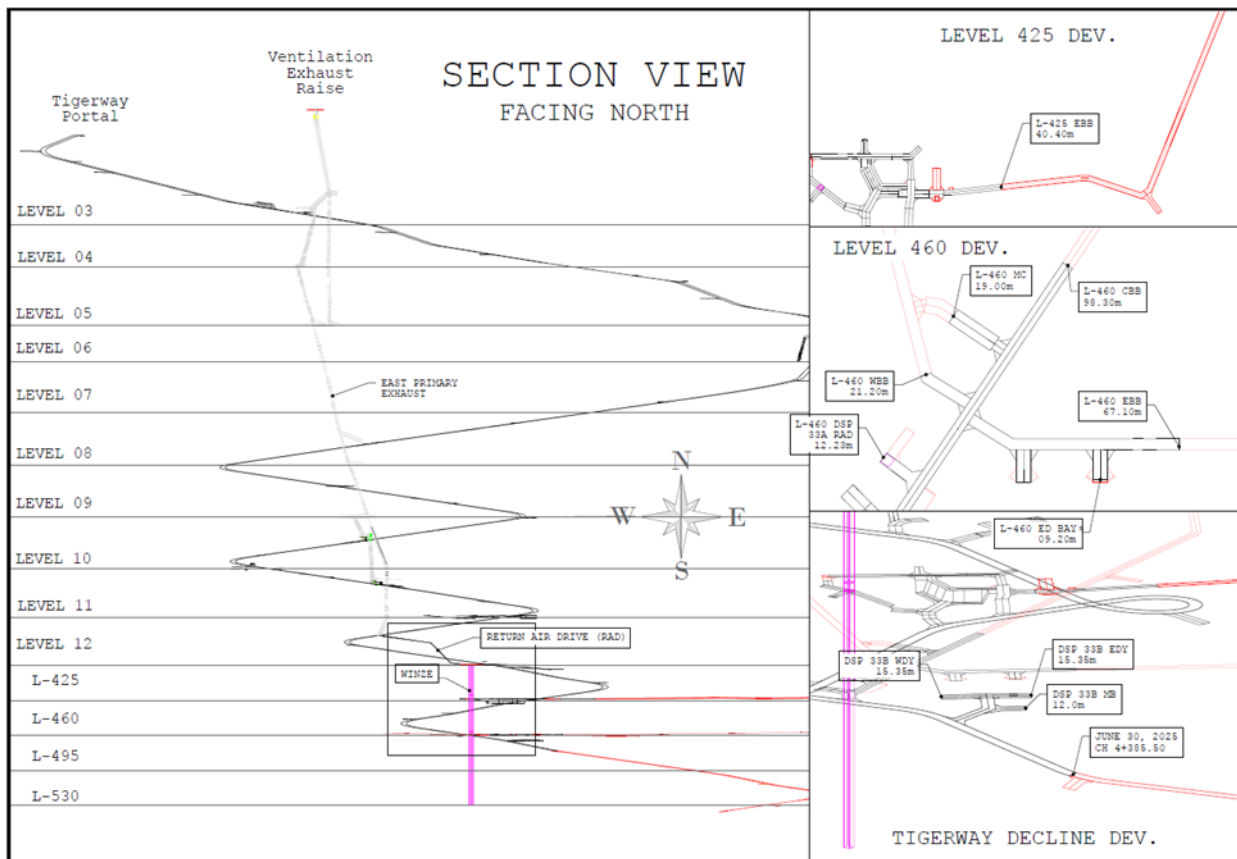 Ventilation
Exhaust
Raise
SECTION VIEW
FACING NORTH
Tigerway
Portal
LEVEL 03
LEVEL 04
LEVEL 05
LEVEL 06
LEVEL 07
EAST PRIMARY
EXHAUST
LEVEL 08
LEVEL 09
N
W
E
S
LEVEL 10
LEVEL 11
LEVEL 12
RETURN AIR DRIVE (RAD)
WINZE
L-425
L-460
L-495
L-530
LEVEL 425 DEV.
L-425 EBB
40.40m
LEVEL 460 DEV.
L-460 MC
19.00m
L-460 CBB
98.30m
L-460 WBB
21.20m
L-460 EBB
67.10m
L-460 DSP
33A RAD
12.23m
L-460 ED BAY
09.20m
DSP 33B WDY
15.35m
DSP 33B EDY
15.35m
DSP 33B MB
12.0m
JUNE 30, 2025
CH 4+385.50
TIGERWAY DECLINE DEV.